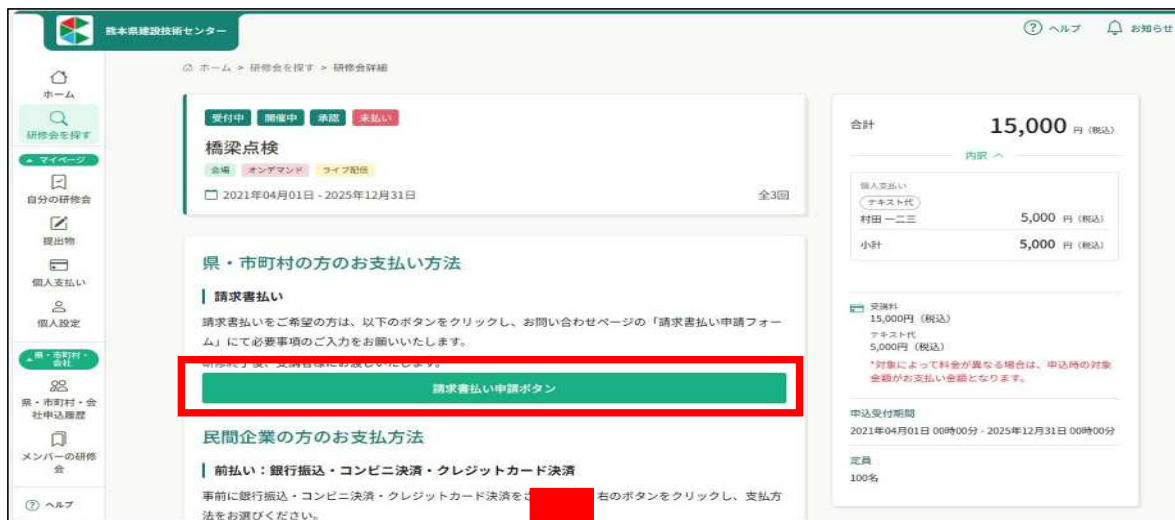 熊本県建設技術センター
ヘルプ
お知らせ
ホーム > 研修会を探す > 研修会詳細
ホーム
研修会を探す
マイページ
自分の研修会
提出物
個人支払い
個人設定
県・市町村・
会社
県・市町村・会
社申込履歴
メンバーの研修
会
ヘルプ
受付中 開催中 承認 未払い
橋梁点検
会場 オンデマンド ライブ配信
2021年04月01日 - 2025年12月31日
全3回
県・市町村の方のお支払い方法
請求書払い
請求書払いをご希望の方は、以下のボタンをクリックし、お問い合わせページの「請求書払い申請フォー
ム」にて必要事項のご入力をお願いいたします。
研修終了後、受講者様にお渡しいたします。
請求書払い申請ボタン
民間企業の方のお支払方法
前払い：銀行振込・コンビニ決済・クレジットカード決済
事前に銀行振込・コンビニ決済・クレジットカード決済を
右のボタンをクリックし、支払方
法をお選びください。
合計
15,000 円 (税込)
内訳
個人支払い
テキスト代
村田 一二三
5,000 円 (税込)
小計
5,000 円 (税込)
受講料
15,000円 (税込)
テキスト代
5,000円 (税込)
*対象によって料金が異なる場合は、申込時の対象
金額がお支払い金額となります。
申込受付期間
2021年04月01日 00時00分 - 2025年12月31日 00時00分
定員
100名